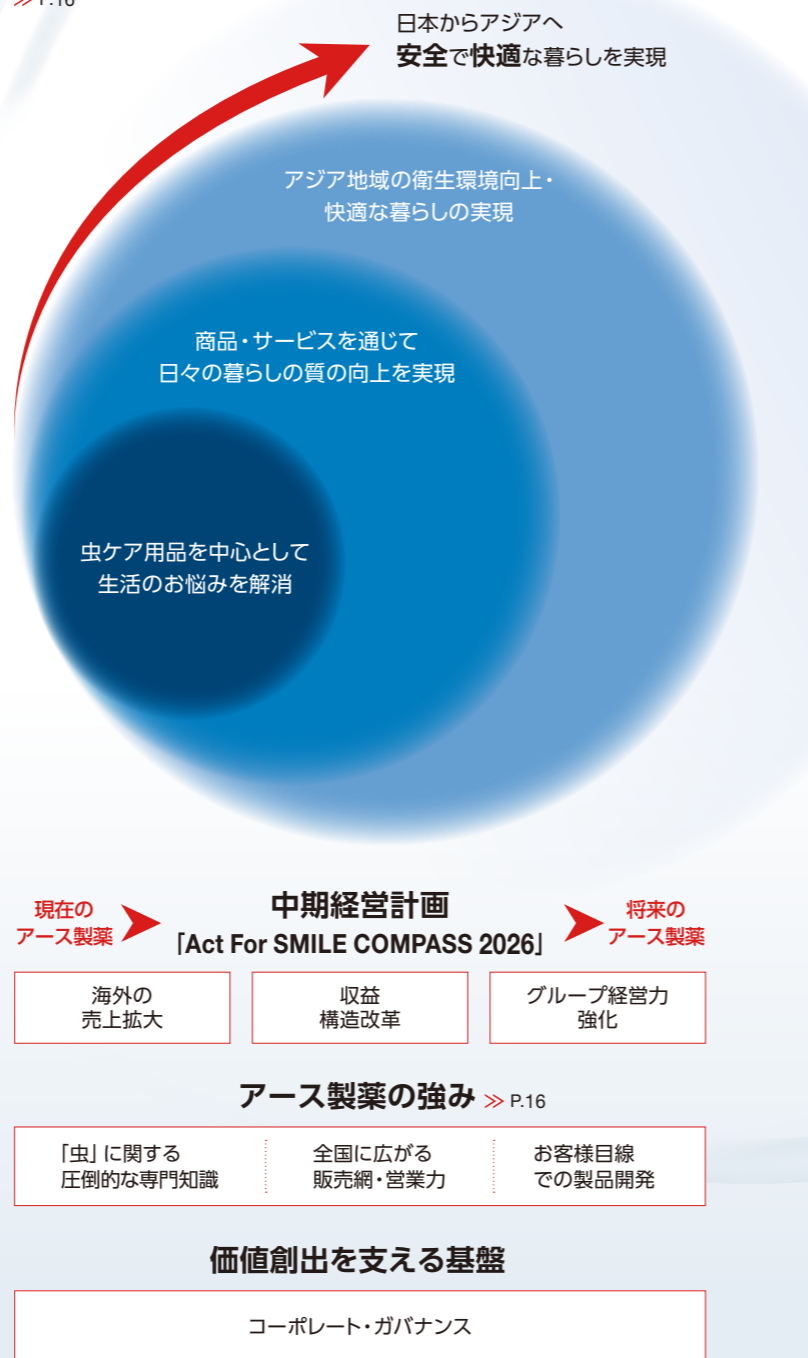 ≫ P.16
日本からアジアへ
安全で快適な暮らしを実現
アジア地域の衛生環境向上・
快適な暮らしの実現
商品・サービスを通じて
日々の暮らしの質の向上を実現
虫ケア用品を中心として
生活のお悩みを解消
現在の
アース製薬
中期経営計画
「Act For SMILE COMPASS 2026」
将来の
アース製薬
海外の
売上拡大
収益
構造改革
グループ経営力
強化
アース製薬の強み ≫ P.16
「虫」に関する
圧倒的な専門知識
全国に広がる
販売網・営業力
お客様目線
での製品開発
価値創出を支える基盤
コーポレート・ガバナンス